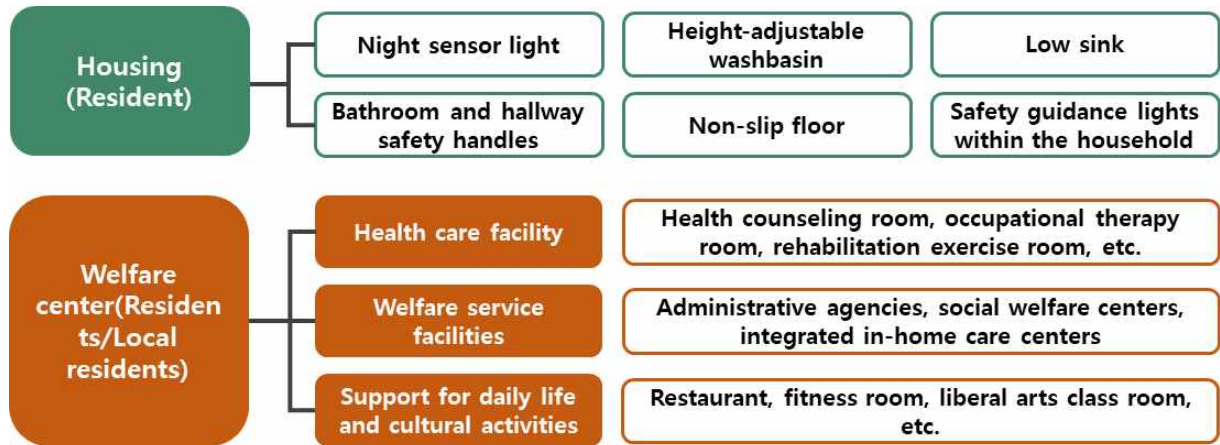 Housing
(Resident)
Night sensor light
Height-adjustable
washbasin
Low sink
Bathroom and hallway
safety handles
Non-slip floor
Safety guidance lights
within the household
Welfare
center(Residen
ts/Local
residents)
Health care facility
Health counseling room, occupational therapy
room, rehabilitation exercise room, etc.
Welfare service
facilities
Administrative agencies, social welfare centers,
integrated in-home care centers
Support for daily life
and cultural activities
Restaurant, fitness room, liberal arts class room,
etc.